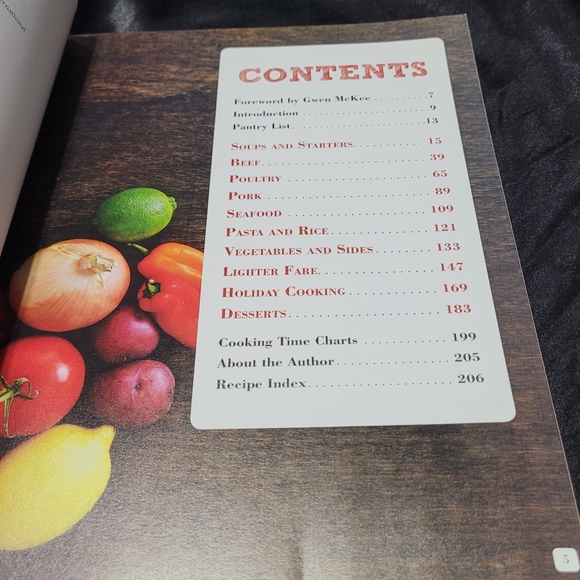 ernational
CONTENTS
Foreword by Gwen McKee . . . . . . . . . 7
Introduction . . . . . . . . . . . . . . . . . . . . . 9
Pantry List . . . . . . . . . . . . . . . . . . . . . . 13
Soups and Starters . . . . . . . . . . . . 15
Beef . . . . . . . . . . . . . . . . . . . . . . . . . . 39
Poultry . . . . . . . . . . . . . . . . . . . . . . 65
Pork . . . . . . . . . . . . . . . . . . . . . . . . . 89
Seafood . . . . . . . . . . . . . . . . . . . . . 109
Pasta and Rice . . . . . . . . . . . . . . . 121
Vegetables and Sides . . . . . . . . . 133
Lighter Fare . . . . . . . . . . . . . . . . . 147
Holiday Cooking . . . . . . . . . . . . . 169
Desserts . . . . . . . . . . . . . . . . . . . . . 183
Cooking Time Charts . . . . . . . . . . . . 199
About the Author . . . . . . . . . . . . . . . . 205
Recipe Index . . . . . . . . . . . . . . . . . . . . 206
5